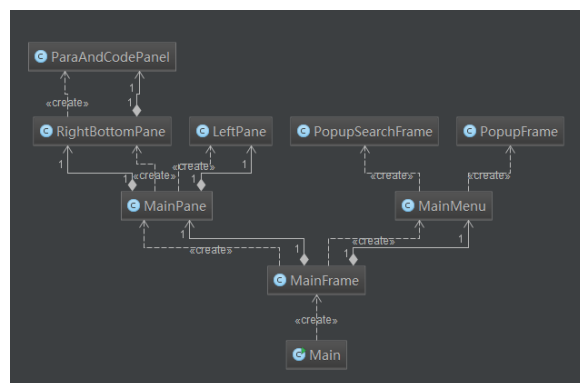 ParaAndCodePanel
1
«create»
1
RightBottomPane
LeftPane
PopupSearchFrame
PopupFrame
1
«create»
«create»
1
«create»
«create»
1
1
MainPane
MainMenu
1
«create»
1
«create»
1
1
MainFrame
«create»
Main